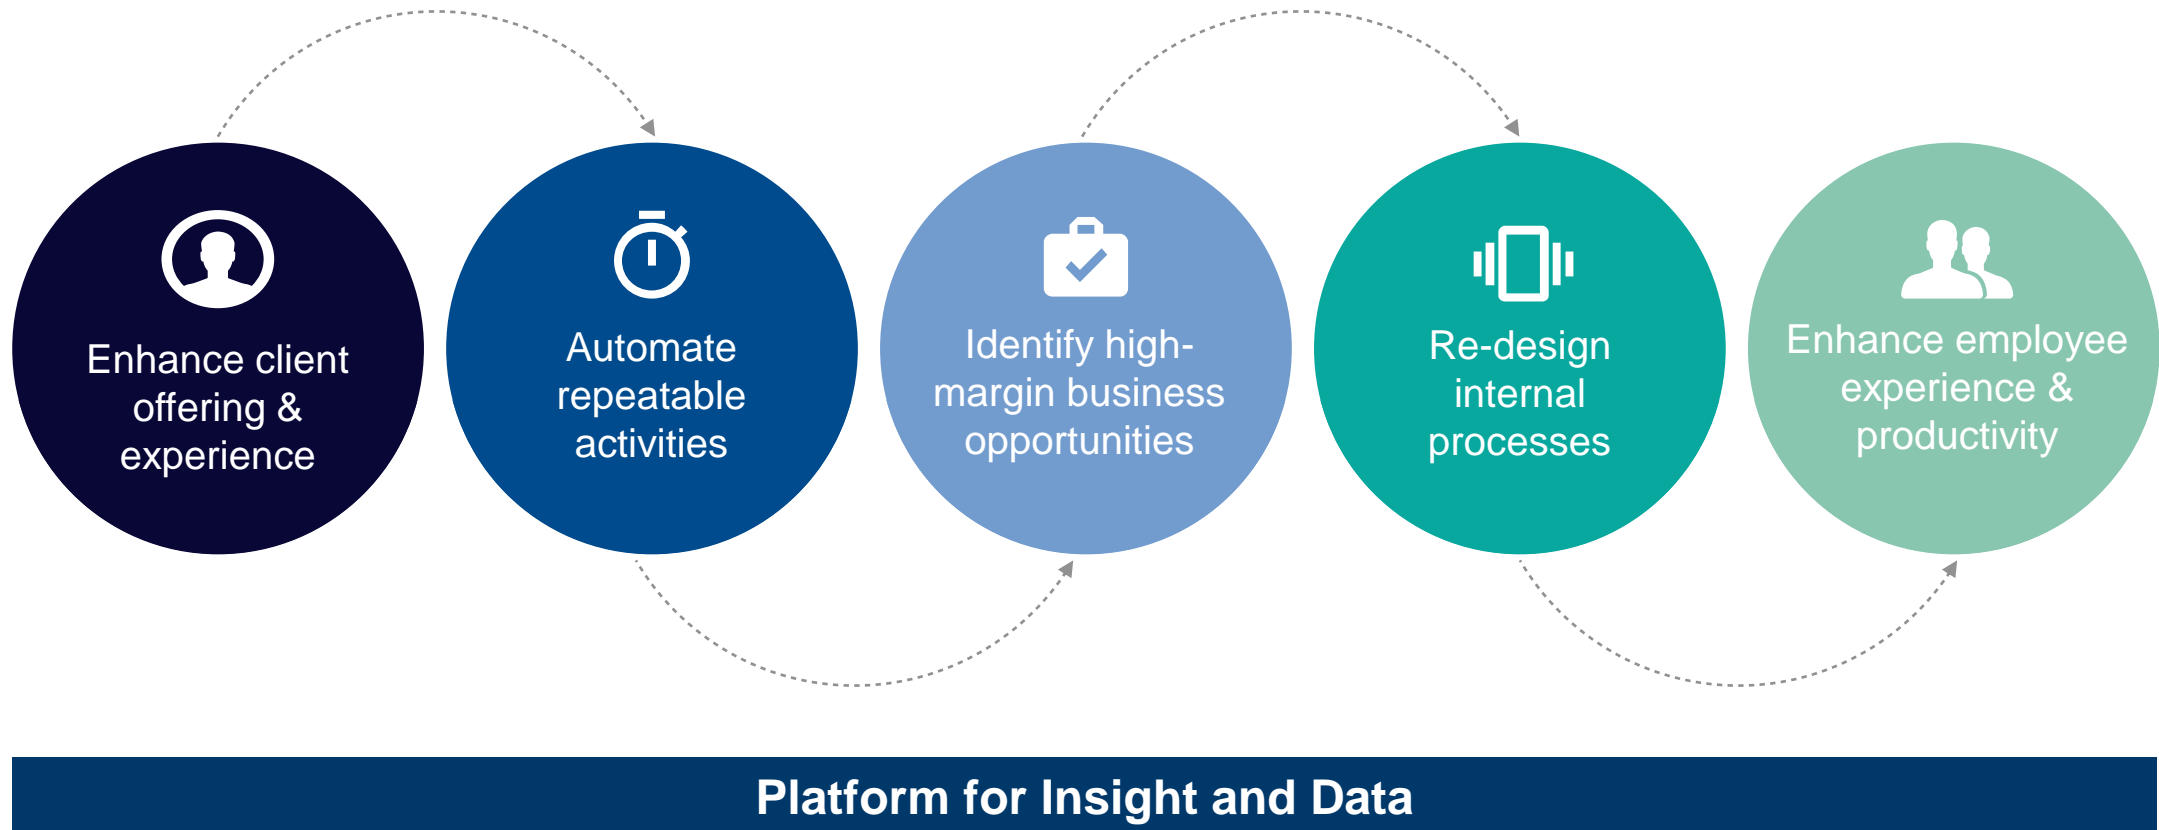 Enhance client
offering &
experience
Automate
repeatable
activities
Identify high-
margin business
opportunities
Re-design
internal
processes
Enhance employee
experience &
productivity
Platform for Insight and Data